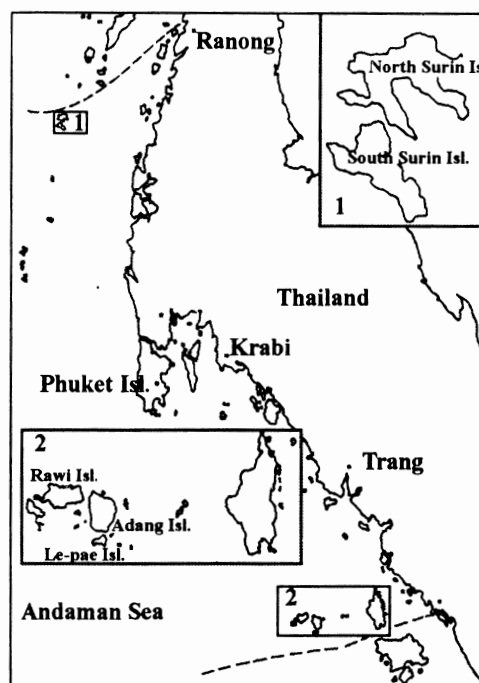 Ranong
North Surin Is
1
South Surin Isl.
1
Thailand
Krabi
Phuket Isl.
2
Trang
Rawi Isl.
Adang Isl.
Le-pae Isl.
2
Andaman Sea